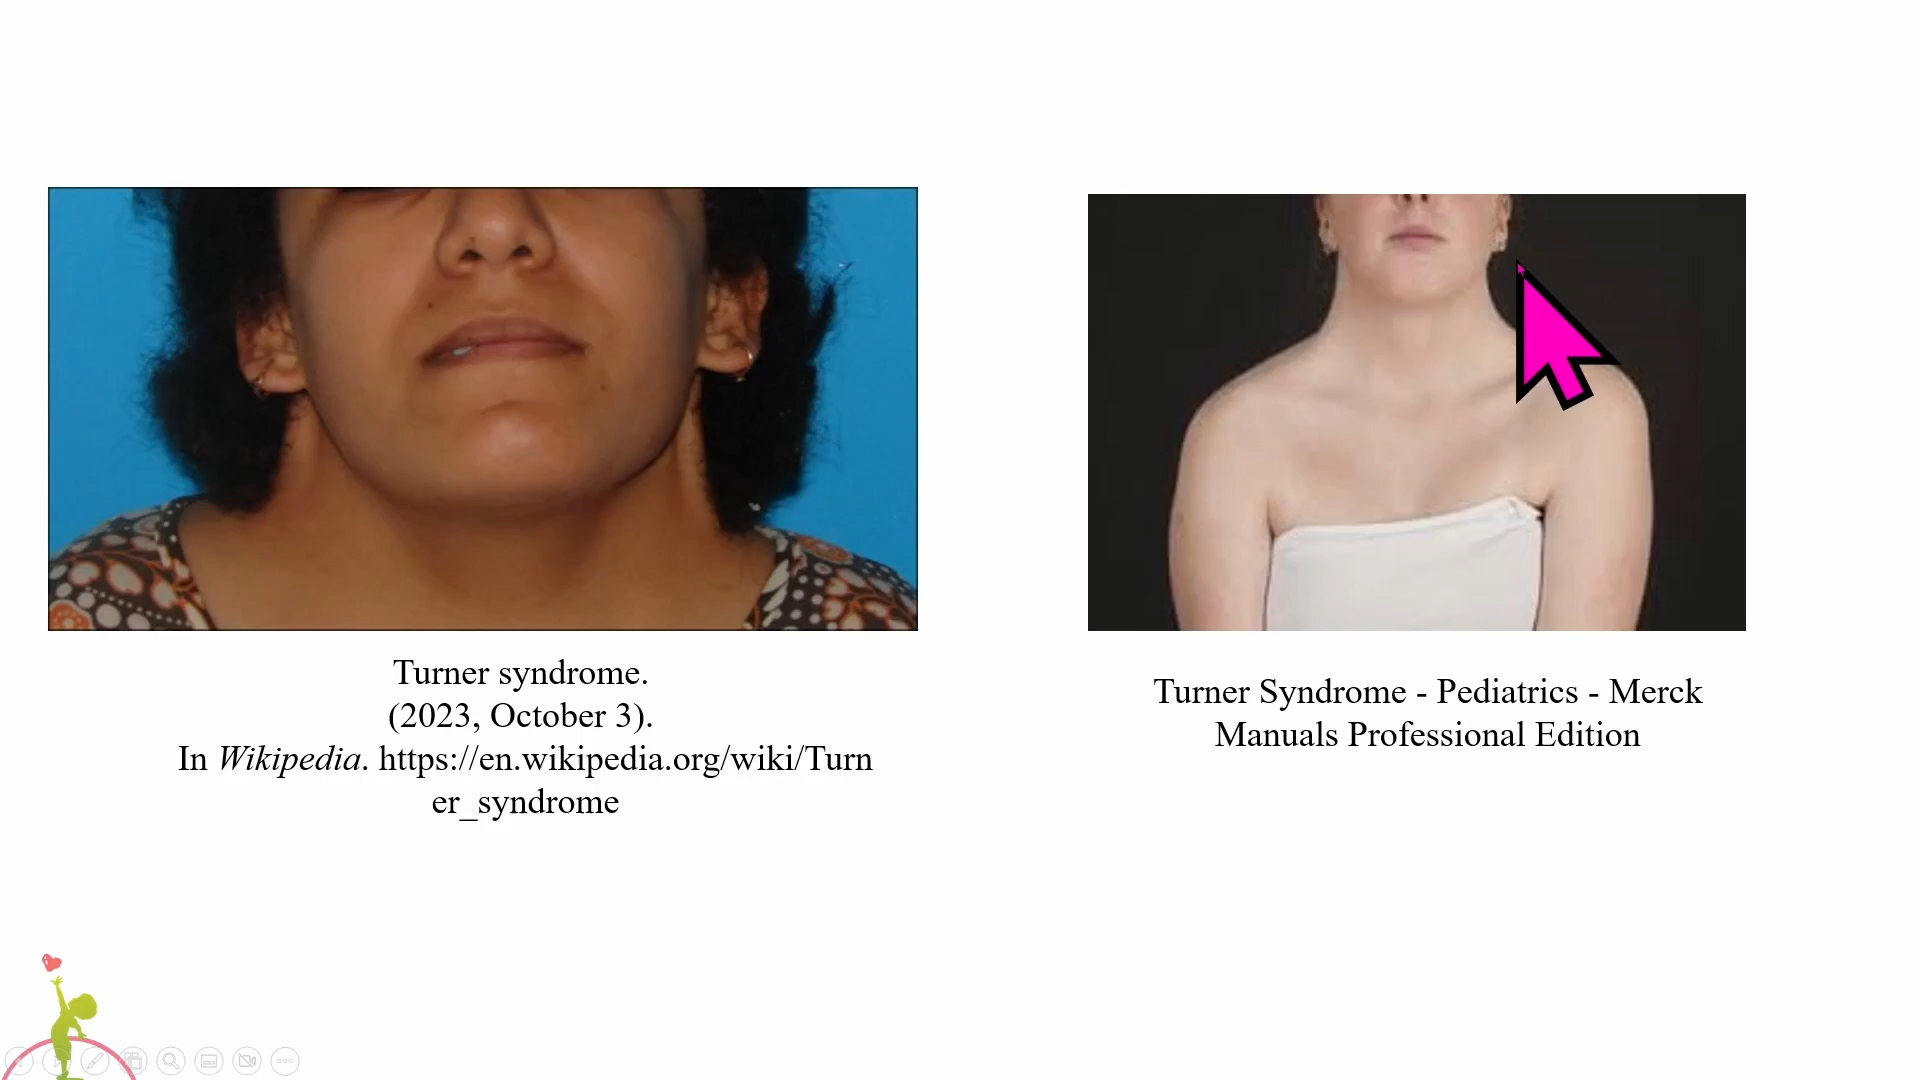 Turner syndrome.
(2023, October 3).
In Wikipedia. https://en.wikipedia.org/wiki/Turn
er_syndrome
Turner Syndrome - Pediatrics - Merck
Manuals Professional Edition